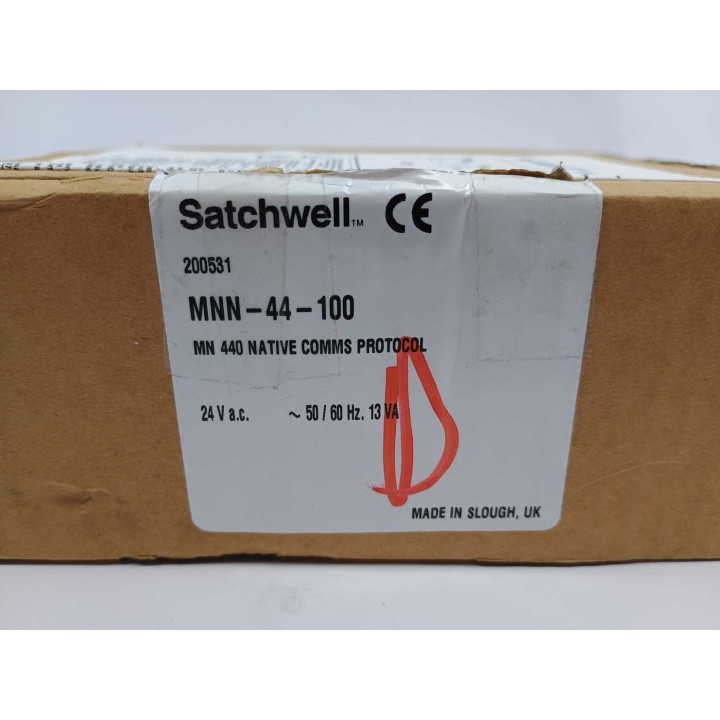 Satchwell™ CE
200531
MNN-44-100
MN 440 NATIVE COMMS PROTOCOL
24 V a.c. ~ 50 / 60 Hz. 13 VA
D
MADE IN SLOUGH, UK